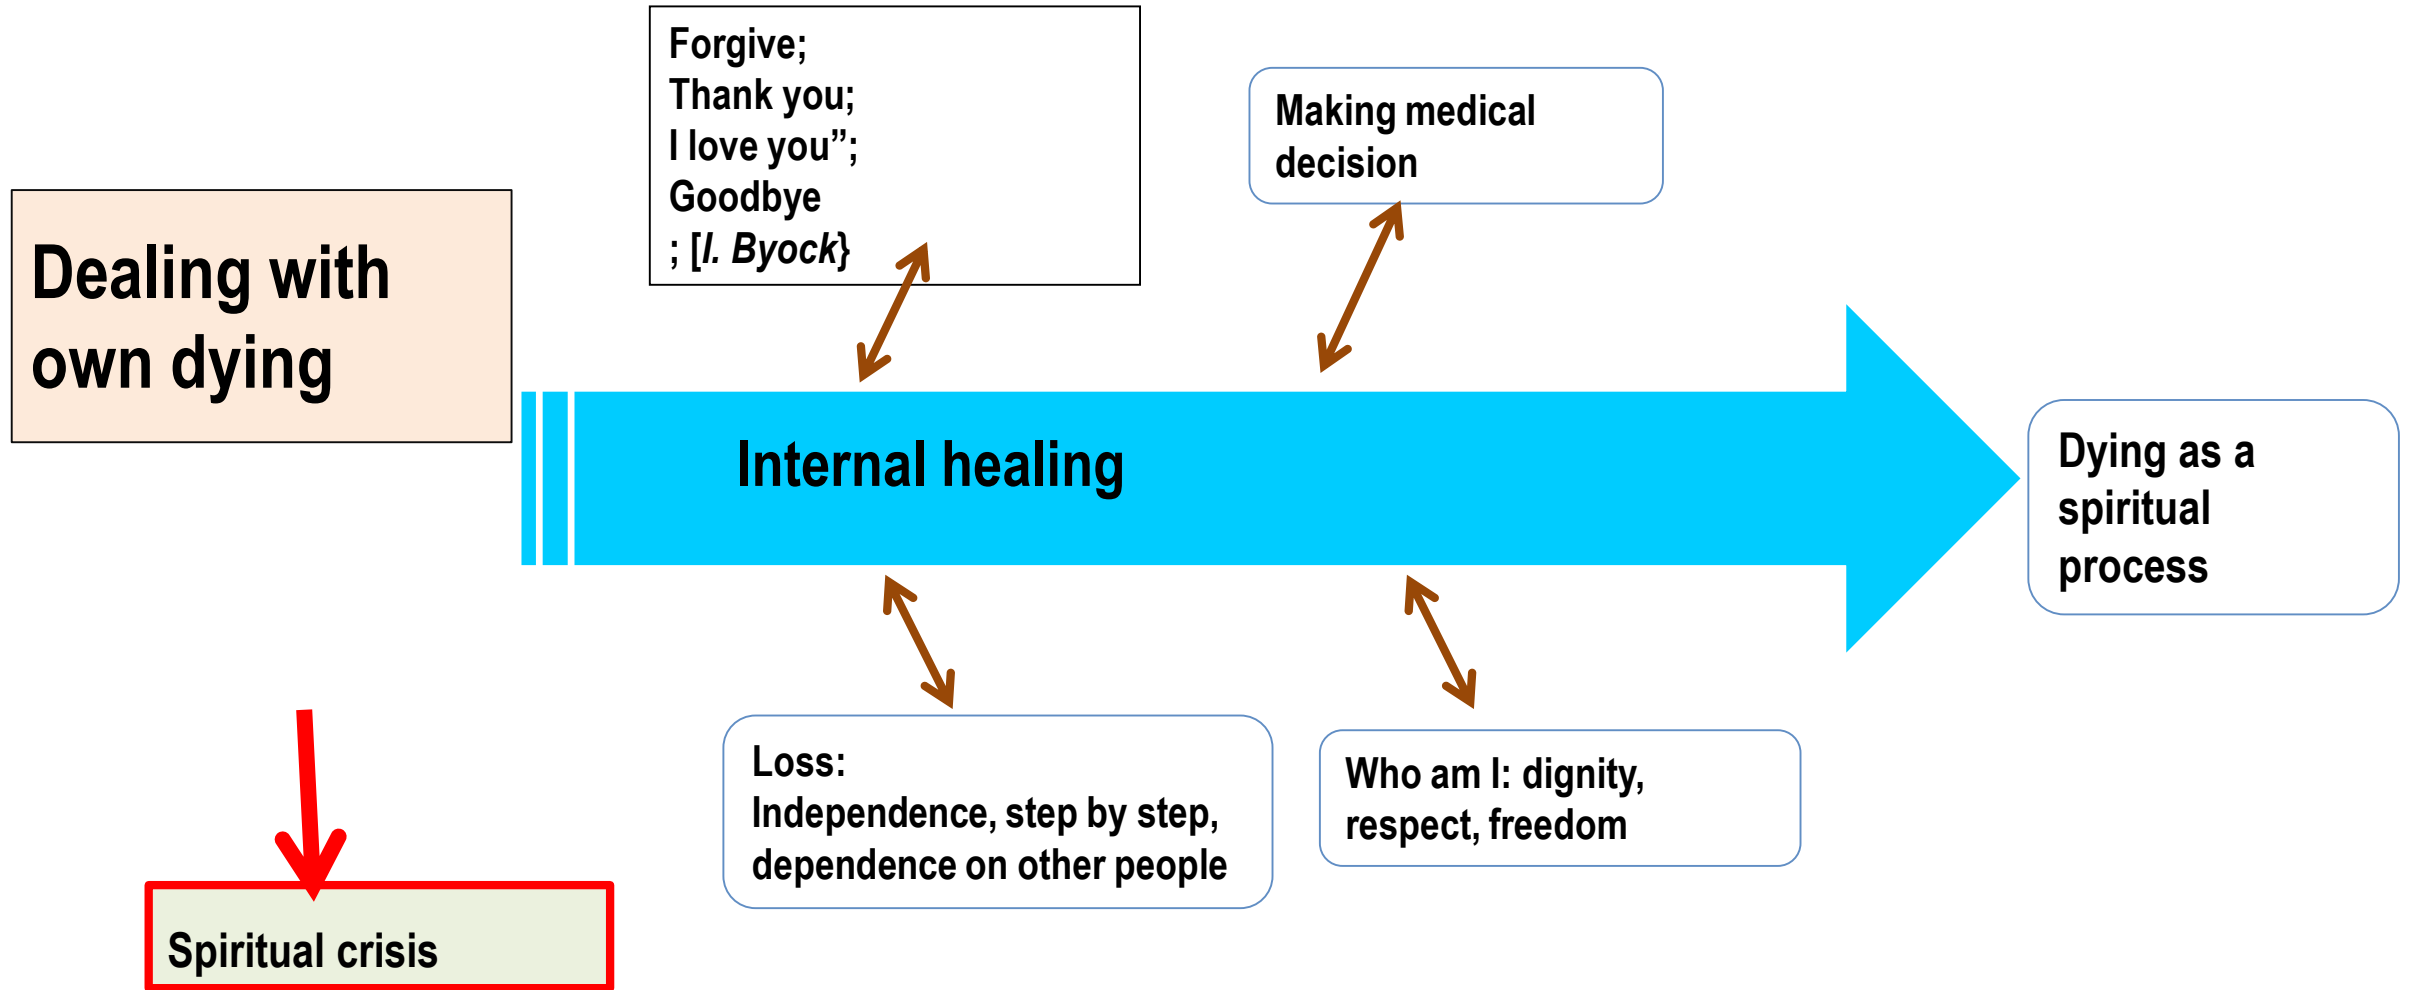 Forgive;
Thank you;
I love you”;
Goodbye
; [I. Byock}
Making medical
decision
Dealing with
own dying
Internal healing
Dying as a
spiritual
process
Loss:
Independence, step by step,
dependence on other people
Who am I: dignity,
respect, freedom
Spiritual crisis